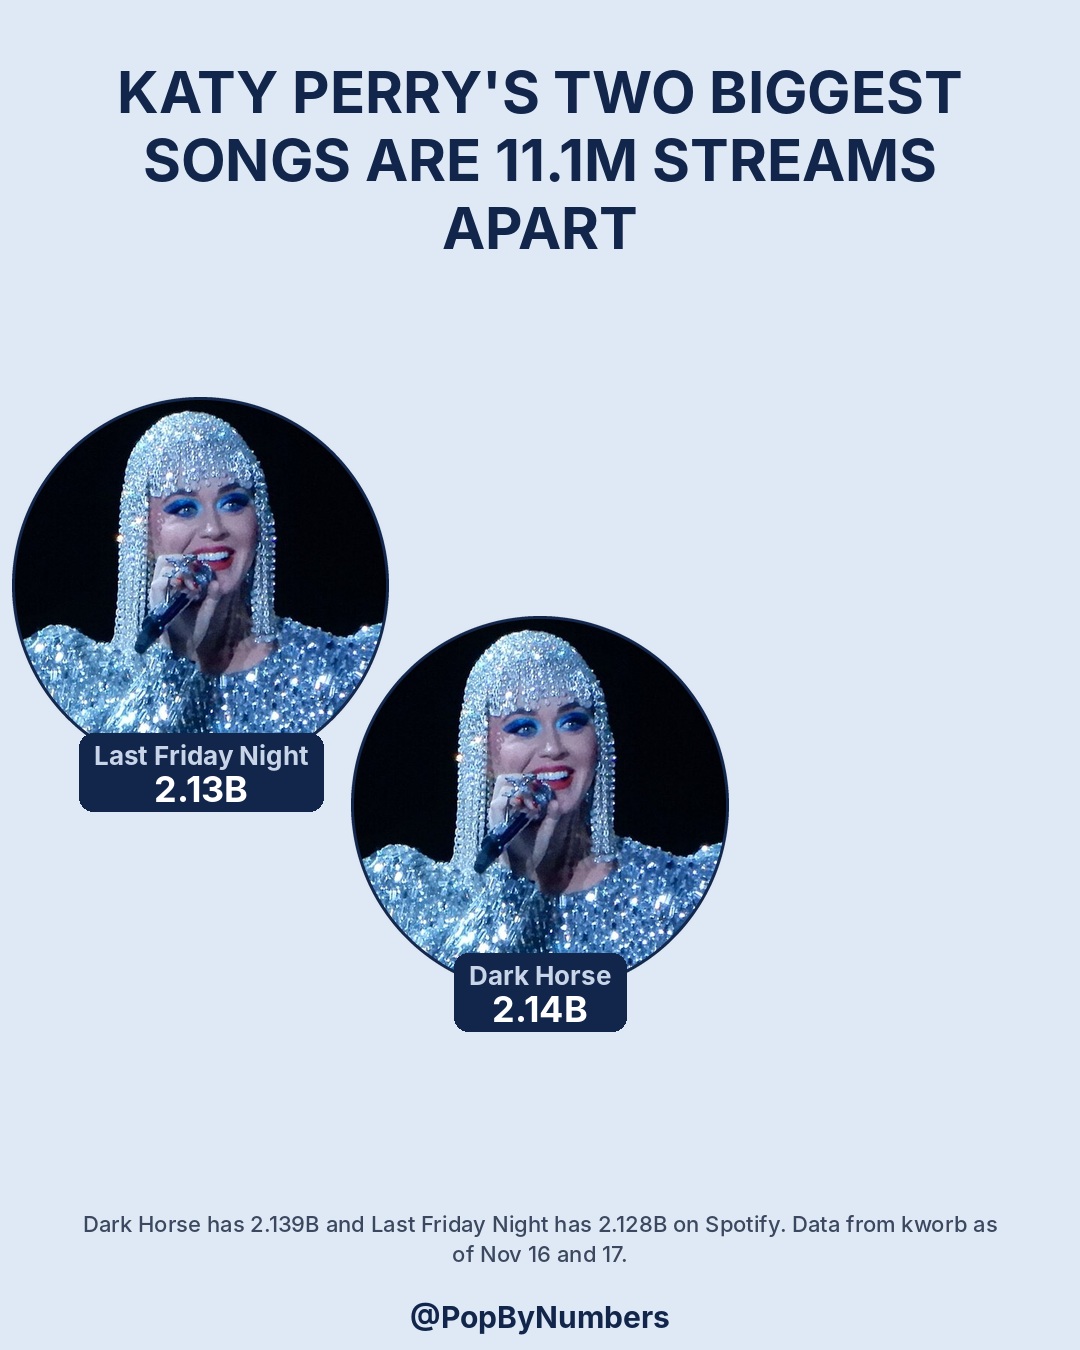 KATY PERRY'S TWO BIGGEST
SONGS ARE 11.1M STREAMS
APART
Last Friday Night
2.13B
Dark Horse
2.14B
Dark Horse has 2.139B and Last Friday Night has 2.128B on Spotify. Data from kworb as
of Nov 16 and 17.
@PopByNumbers